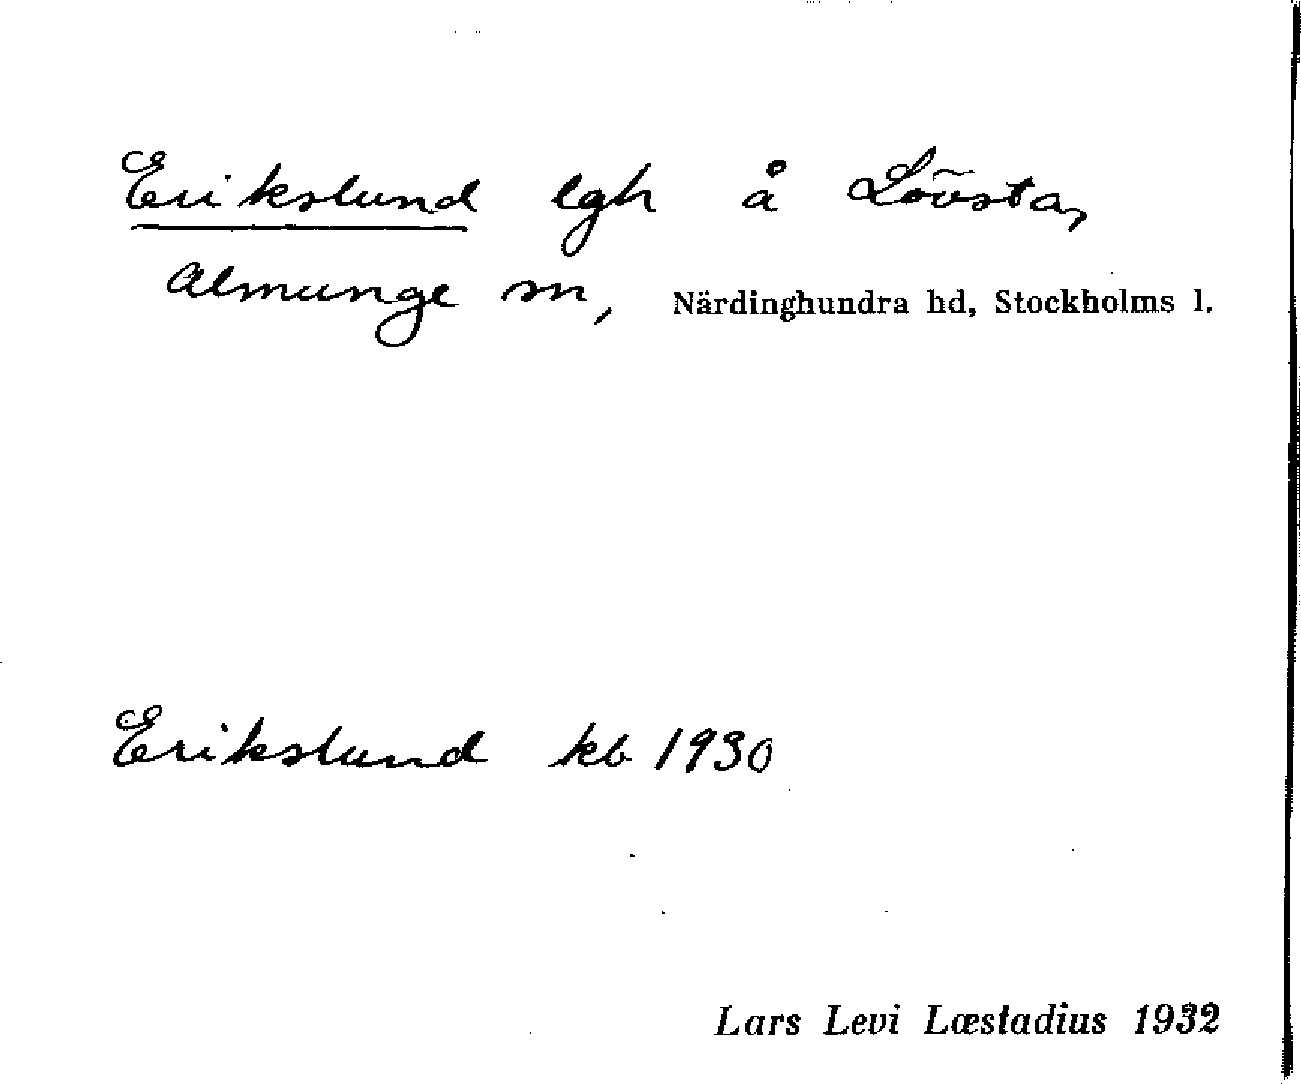 Erikslund lgh å Lövsta,
Almunge sn, Närdinghundra hd, Stockholms l.
Erikslund kb 1930
Lars Levi Læstadius 1932